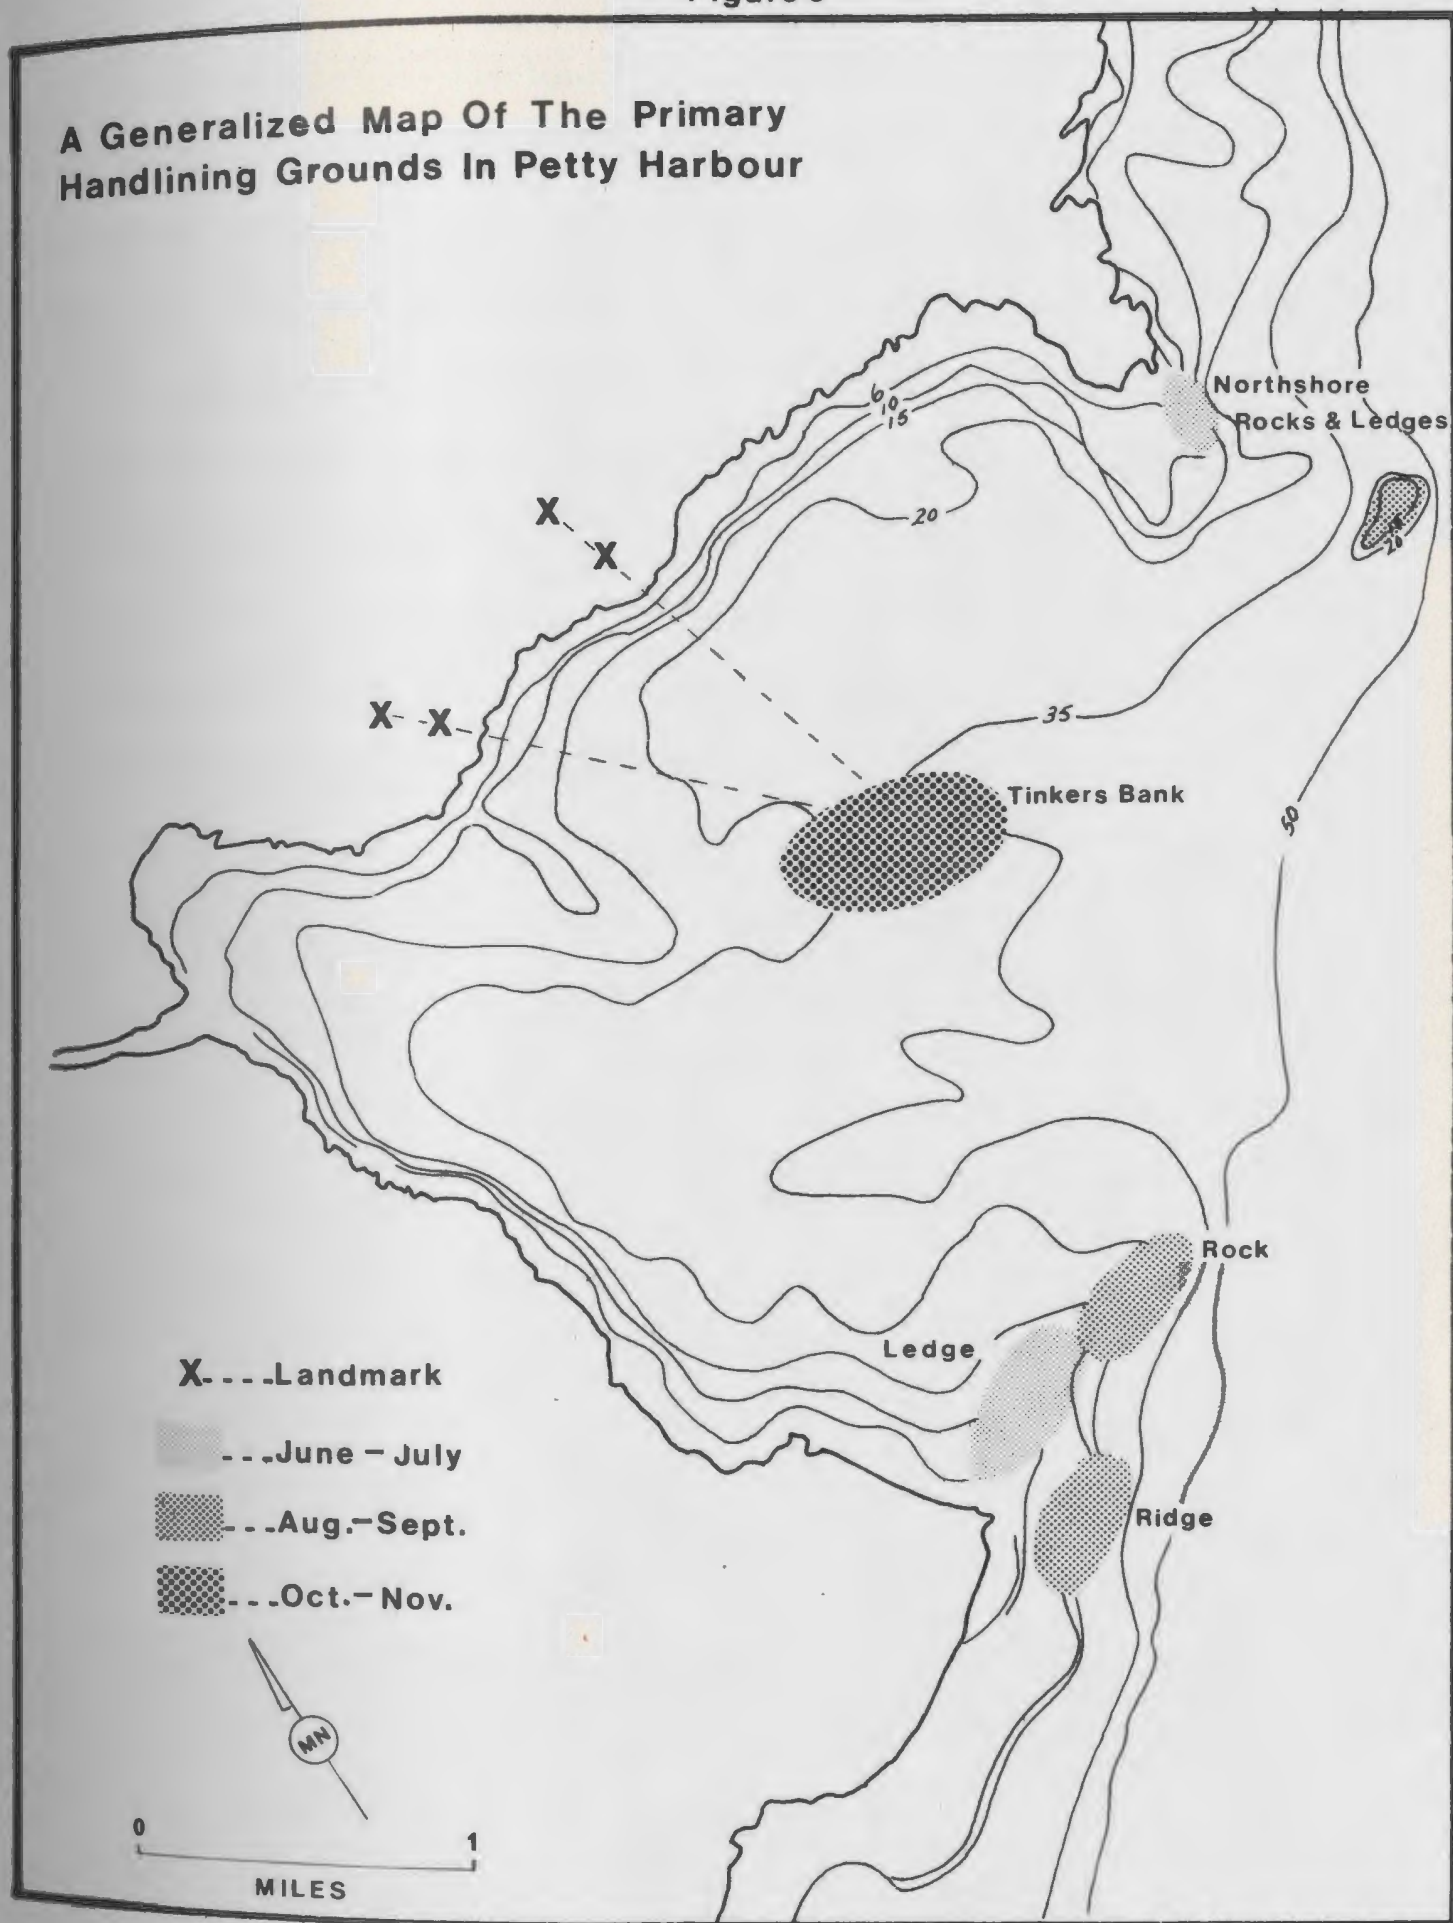 A Generalized Map Of The Primary
Handlining Grounds In Petty Harbour
Northshore
Rocks & Ledges
6
10
15
20
20
35
Tinkers Bank
50
Rock
Ledge
Ridge
X----Landmark
---June – July
---Aug.–Sept.
---Oct.–Nov.
MN
0 1
MILES